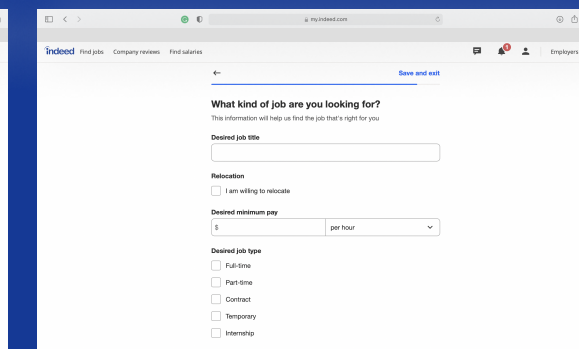 my.indeed.com
indeed Find jobs Company reviews Find salaries
1
Employers
Save and exit
What kind of job are you looking for?
This information will help us find the job that's right for you
Desired job title
Relocation
I am willing to relocate
Desired minimum pay
$ per hour
Desired job type
Full-time
Part-time
Contract
Temporary
Internship